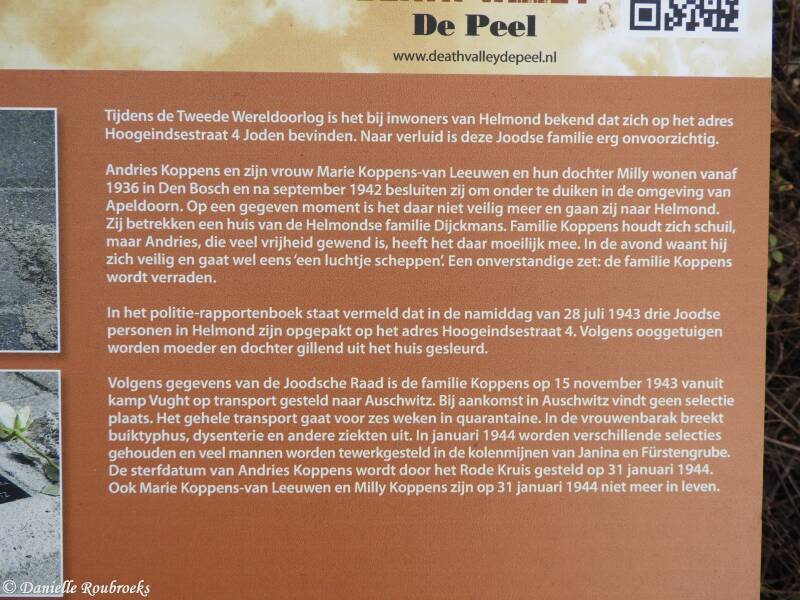 De Peel
www.deathvalleydepeel.nl
Tijdens de Tweede Wereldoorlog is het bij inwoners van Helmond bekend dat zich op het adres
Hoogeindsestraat 4 Joden bevinden. Naar verluid is deze Joodse familie erg onvoorzichtig.
Andries Koppens en zijn vrouw Marie Koppens-van Leeuwen en hun dochter Milly wonen vanaf
1936 in Den Bosch en na september 1942 besluiten zij om onder te duiken in de omgeving van
Apeldoorn. Op een gegeven moment is het daar niet veilig meer en gaan zij naar Helmond.
Zij betrekken een huis van de Helmondse familie Dijckmans. Familie Koppens houdt zich schuil,
maar Andries, die veel vrijheid gewend is, heeft het daar moeilijk mee. In de avond waant hij
zich veilig en gaat wel eens ‘een luchtje scheppen’. Een onverstandige zet: de familie Koppens
wordt verraden.
In het politie-rapportenboek staat vermeld dat in de namiddag van 28 juli 1943 drie Joodse
personen in Helmond zijn opgepakt op het adres Hoogeindsestraat 4. Volgens ooggetuigen
worden moeder en dochter gillend uit het huis gesleurd.
Volgens gegevens van de Joodsche Raad is de familie Koppens op 15 november 1943 vanuit
kamp Vught op transport gesteld naar Auschwitz. Bij aankomst in Auschwitz vindt geen selectie
plaats. Het gehele transport gaat voor zes weken in quarantaine. In de vrouwenbarak breekt
buiktyphus, dysenterie en andere ziekten uit. In januari 1944 worden verschillende selecties
gehouden en veel mannen worden tewerkgesteld in de kolenmijnen van Janina en Fürstengrube.
De sterfdatum van Andries Koppens wordt door het Rode Kruis gesteld op 31 januari 1944.
Ook Marie Koppens-van Leeuwen en Milly Koppens zijn op 31 januari 1944 niet meer in leven.
© Danielle Roubroeks